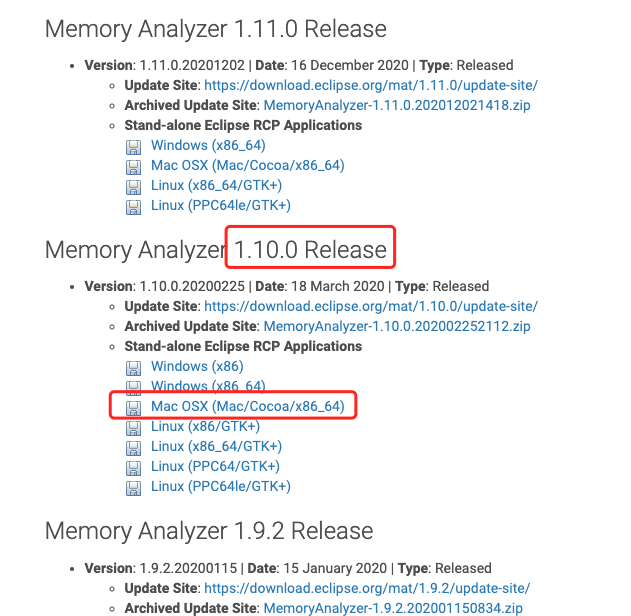 Memory Analyzer 1.11.0 Release
Version: 1.11.0.20201202 | Date: 16 December 2020 | Type: Released
Update Site: https://download.eclipse.org/mat/1.11.0/update-site/
Archived Update Site: MemoryAnalyzer-1.11.0.202012021418.zip
Stand-alone Eclipse RCP Applications
Windows (x86_64)
Mac OSX (Mac/Cocoa/x86_64)
Linux (x86_64/GTK+)
Linux (PPC64le/GTK+)
Memory Analyzer 1.10.0 Release
Version: 1.10.0.20200225 | Date: 18 March 2020 | Type: Released
Update Site: https://download.eclipse.org/mat/1.10.0/update-site/
Archived Update Site: MemoryAnalyzer-1.10.0.202002252112.zip
Stand-alone Eclipse RCP Applications
Windows (x86)
Windows (x86_64)
Mac OSX (Mac/Cocoa/x86_64)
Linux (x86/GTK+)
Linux (x86_64/GTK+)
Linux (PPC64/GTK+)
Linux (PPC64le/GTK+)
Memory Analyzer 1.9.2 Release
Version: 1.9.2.20200115 | Date: 15 January 2020 | Type: Released
Update Site: https://download.eclipse.org/mat/1.9.2/update-site/
Archived Update Site: MemoryAnalyzer-1.9.2.202001150834.zip